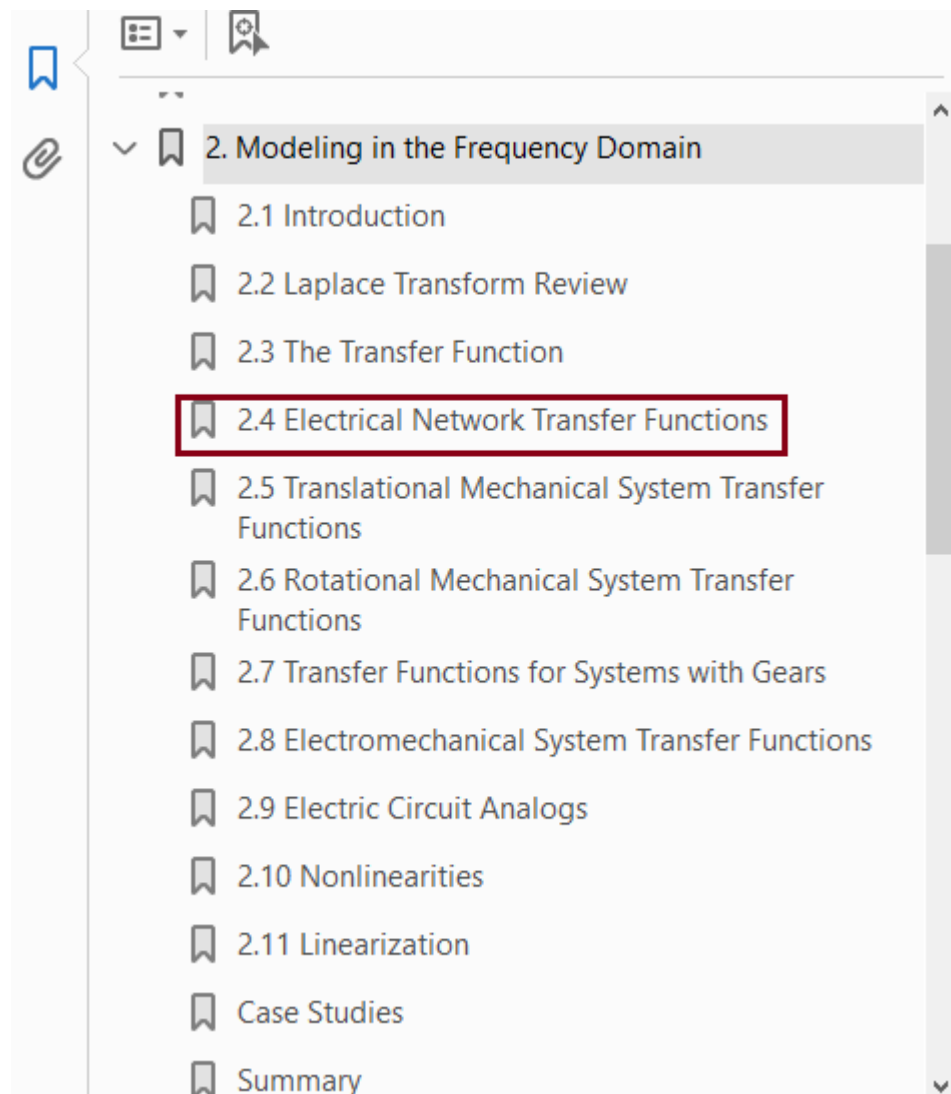 2. Modeling in the Frequency Domain
2.1 Introduction
2.2 Laplace Transform Review
2.3 The Transfer Function
2.4 Electrical Network Transfer Functions
2.5 Translational Mechanical System Transfer
Functions
2.6 Rotational Mechanical System Transfer
Functions
2.7 Transfer Functions for Systems with Gears
2.8 Electromechanical System Transfer Functions
2.9 Electric Circuit Analogs
2.10 Nonlinearities
2.11 Linearization
Case Studies
Summary